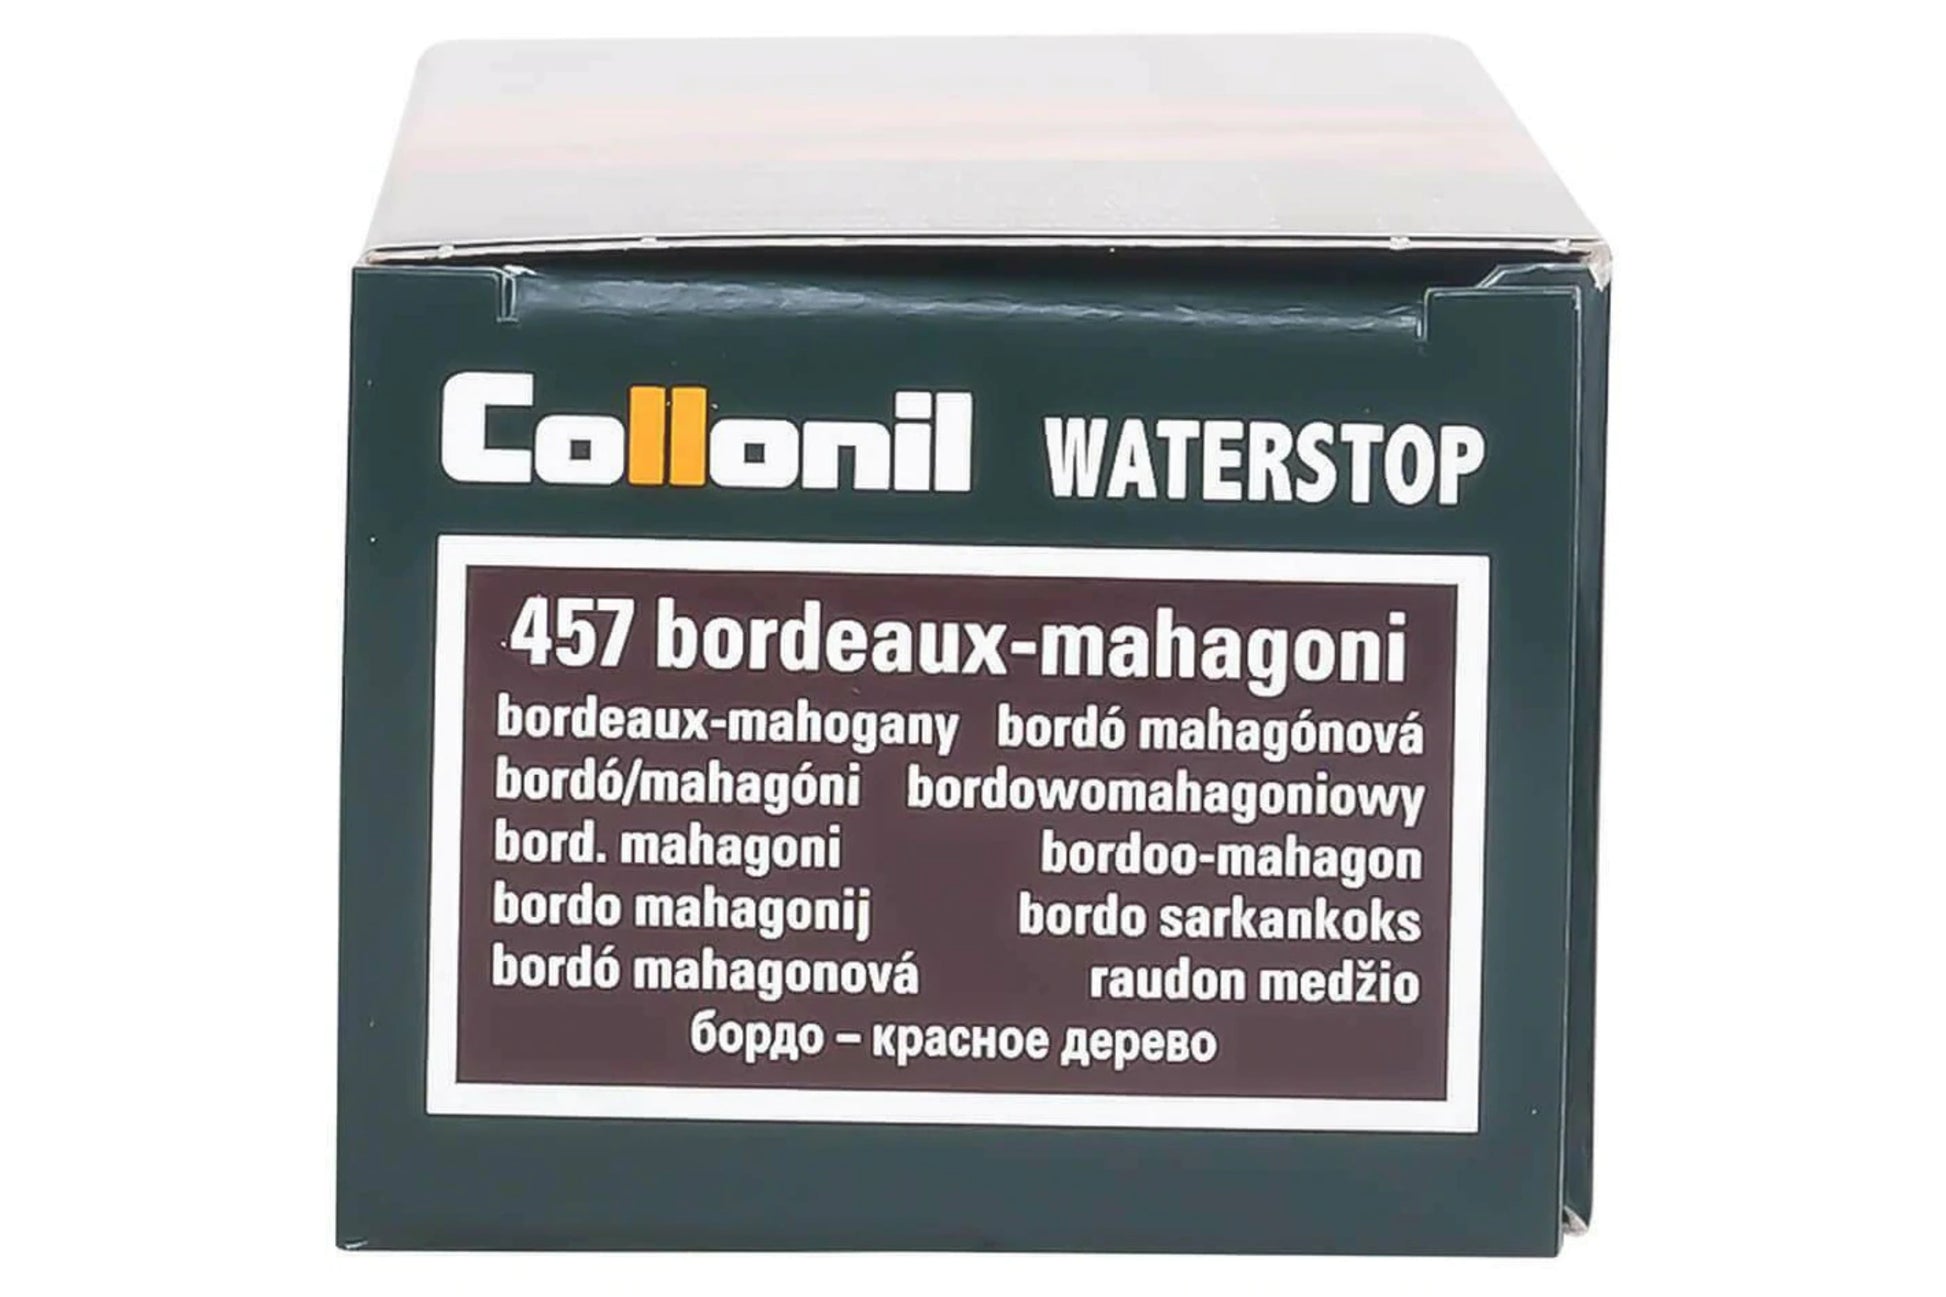 Collonil WATERSTOP
457 bordeaux-mahagoni
bordeaux-mahogany bordó mahagónová
bordó/mahagóni bordowomahagoniowy
bord. mahagoni bordoo-mahagon
bordo mahagonij bordo sarkankoks
bordó mahagonová raudon medžio
бордо – красное дерево